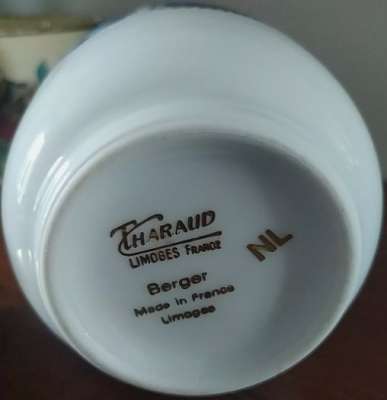 THARAUD
LIMOGES FRANCE
NL
Berger
Made in France
Limoges